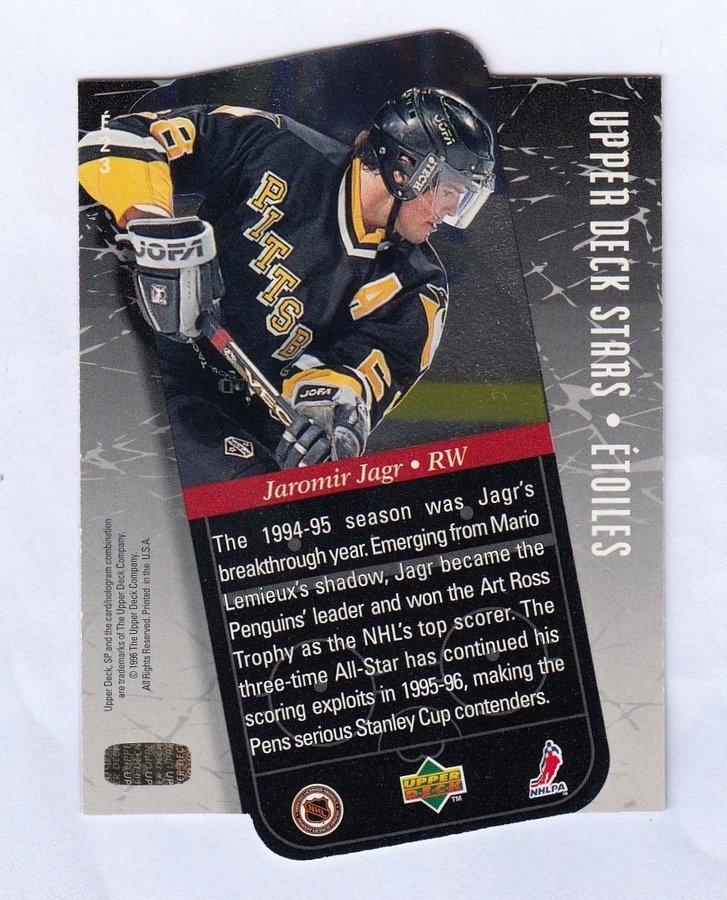 É23
UPPER DECK STARS • ÉTOILES
JOFA
TECH
JOFA
PITTSB
A
JOFA
Jaromir Jagr • RW
The 1994-95 season was Jagr's
breakthrough year. Emerging from Mario
Lemieux's shadow, Jagr became the
Penguins' leader and won the Art Ross
Trophy as the NHL's top scorer. The
three-time All-Star has continued his
scoring exploits in 1995-96, making the
Pens serious Stanley Cup contenders.
Upper Deck, SP and the card/hologram combination
are trademarks of The Upper Deck Company.
© 1996 The Upper Deck Company.
All Rights Reserved. Printed in the U.S.A.
NHL
UPPER
DECK
TM
NHLPA